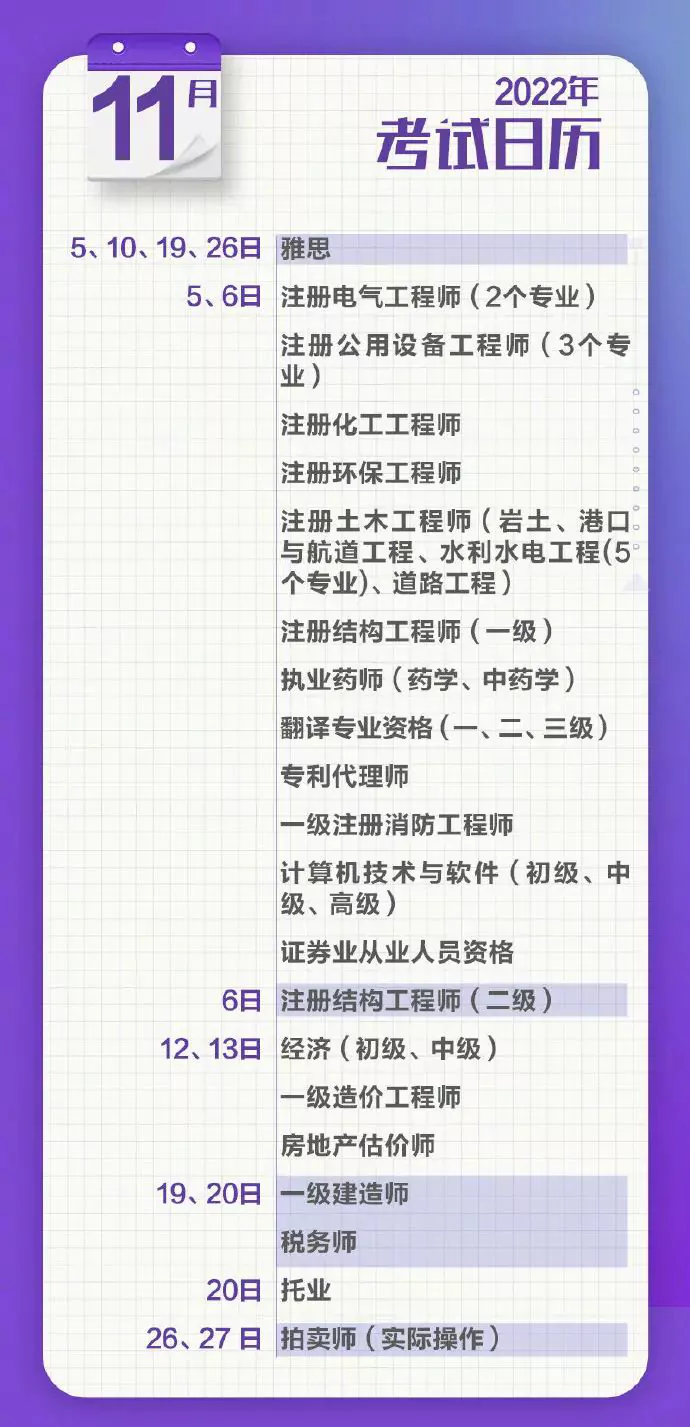 11月
2022年
考试日历
5、10、19、26日 雅思
5、6日 注册电气工程师（2个专业）
注册公用设备工程师（3个专
业）
注册化工工程师
注册环保工程师
注册土木工程师（岩土、港口
与航道工程、水利水电工程(5
个专业)、道路工程）
注册结构工程师（一级）
执业药师（药学、中药学）
翻译专业资格（一、二、三级）
专利代理师
一级注册消防工程师
计算机技术与软件（初级、中
级、高级）
证券业从业人员资格
6日 注册结构工程师（二级）
12、13日 经济（初级、中级）
一级造价工程师
房地产估价师
19、20日 一级建造师
税务师
20日 托业
26、27 日 拍卖师（实际操作）